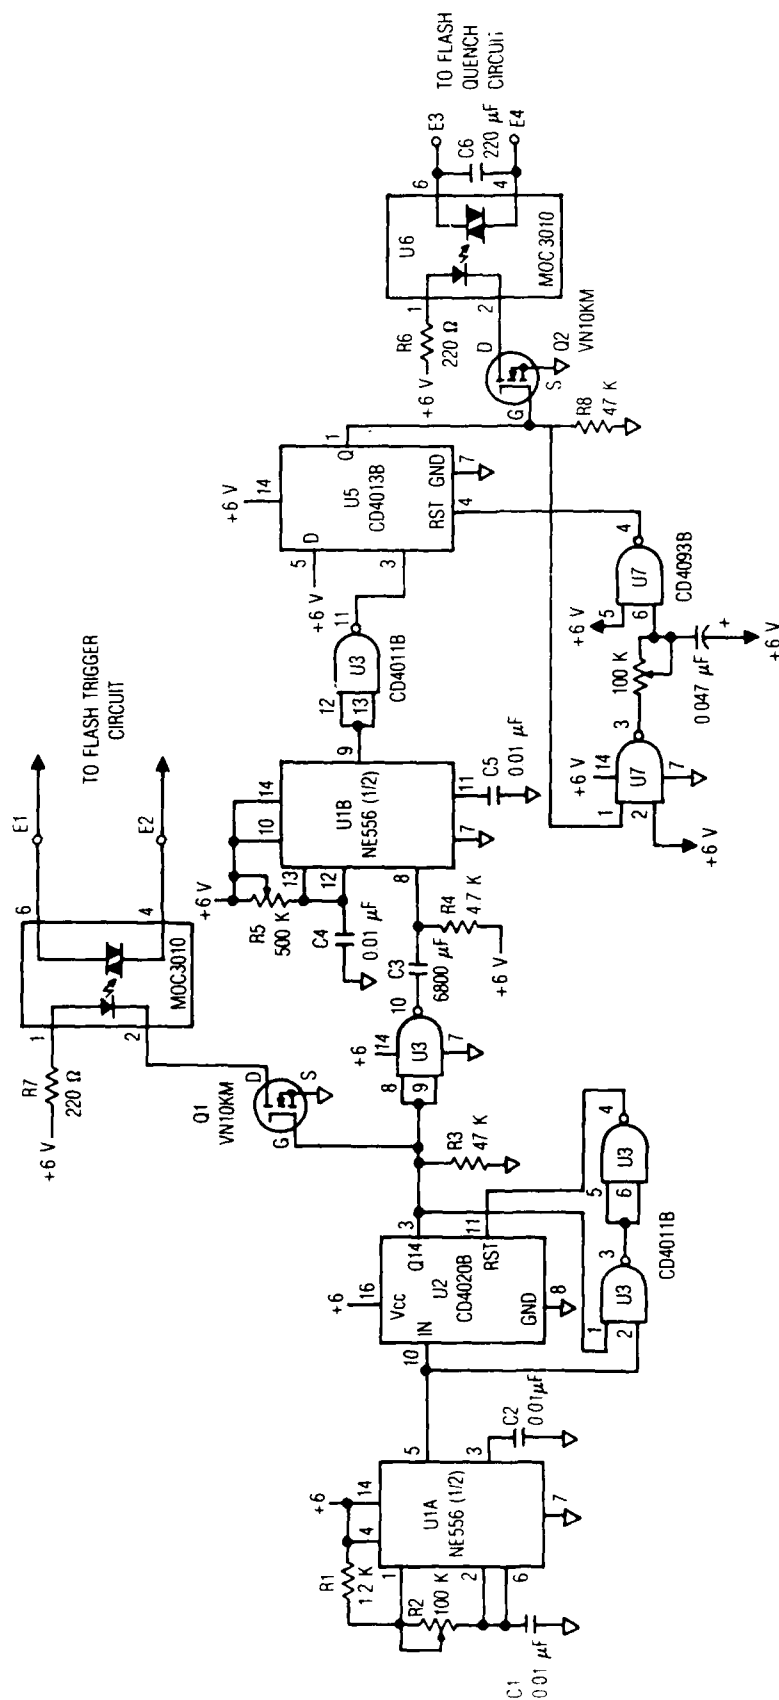 TO FLASH TRIGGER
CIRCUIT
E1
E2
6
4
MOC3010
1
2
R7
220 Ω
+6 V
Q1
VN10KM
D
G
S
+6
R1
1.2 K
R2
100 K
C1
0.01 µF
1
2
6
4
14
U1A
NE556 (1/2)
7
5
3
C2
0.01 µF
+6
16
Vcc
10
IN
U2
CD4020B
GND
8
Q14
3
RST
11
1
2
U3
3
CD4011B
5
6
U3
4
R3
47 K
+6
14
8
9
U3
7
10
C3
6800 µF
R4
47 K
+6 V
+6 V
R5
500 K
C4
0.01 µF
13
12
8
10
14
U1B
NE556 (1/2)
7
11
C5
0.01 µF
9
12
13
U3
11
CD4011B
+6 V
5
3
D
+6 V
14
U5
CD4013B
Q
1
RST
4
GND
7
+6 V
14
1
2
U7
7
3
+6 V
100 K
0.047 µF
+
+6 V
+6 V
5
6
U7
4
CD4093B
R8
47 K
G
D
S
Q2
VN10KM
+6 V
R6
220 Ω
1
2
U6
MOC3010
6
4
C6
220 µF
E3
E4
TO FLASH
QUENCH
CIRCUIT